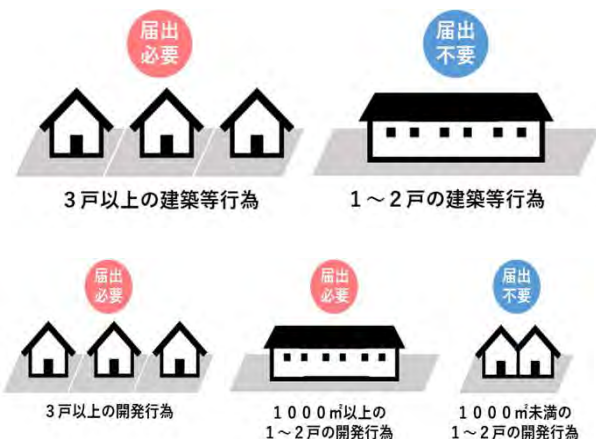 届出
必要
届出
不要
3戸以上の建築等行為
1～2戸の建築等行為
届出
必要
届出
必要
届出
不要
3戸以上の開発行為
1000㎡以上の
1～2戸の開発行為
1000㎡未満の
1～2戸の開発行為